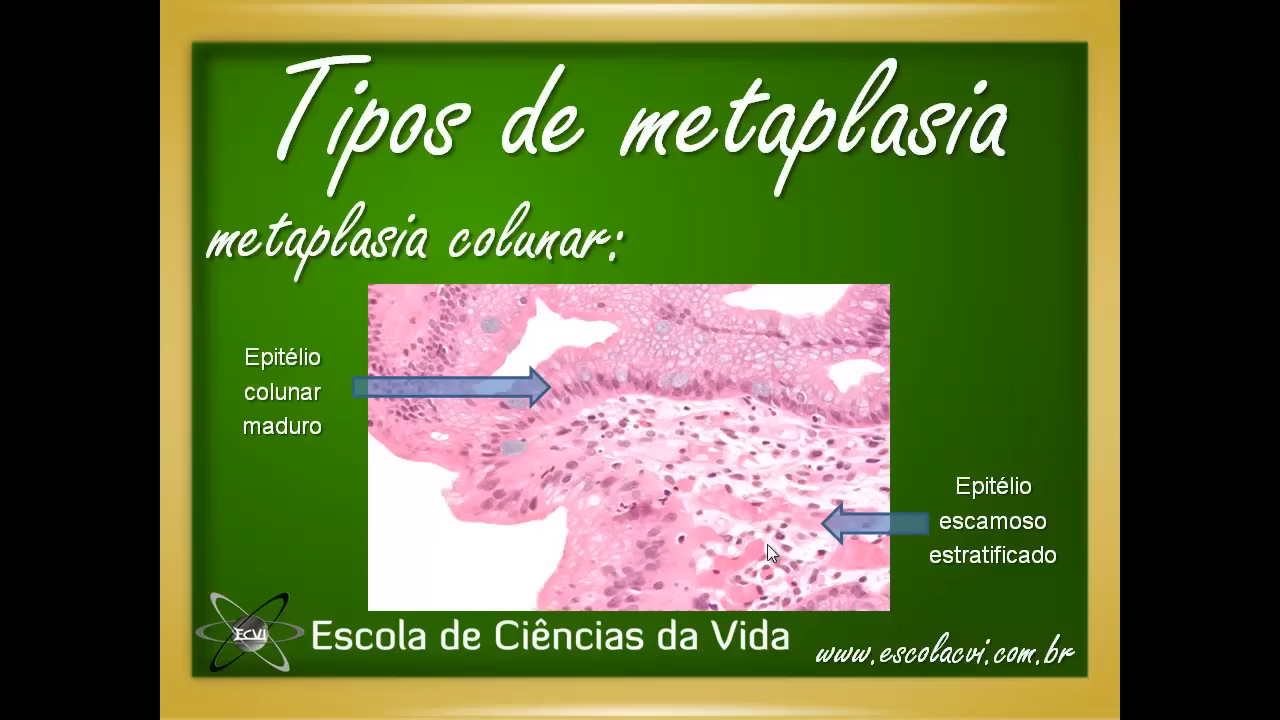 Tipos de metaplasia
metaplasia colunar:
Epitélio
colunar
maduro
Epitélio
escamoso
estratificado
ECVI
Escola de Ciências da Vida
www.escolacvi.com.br